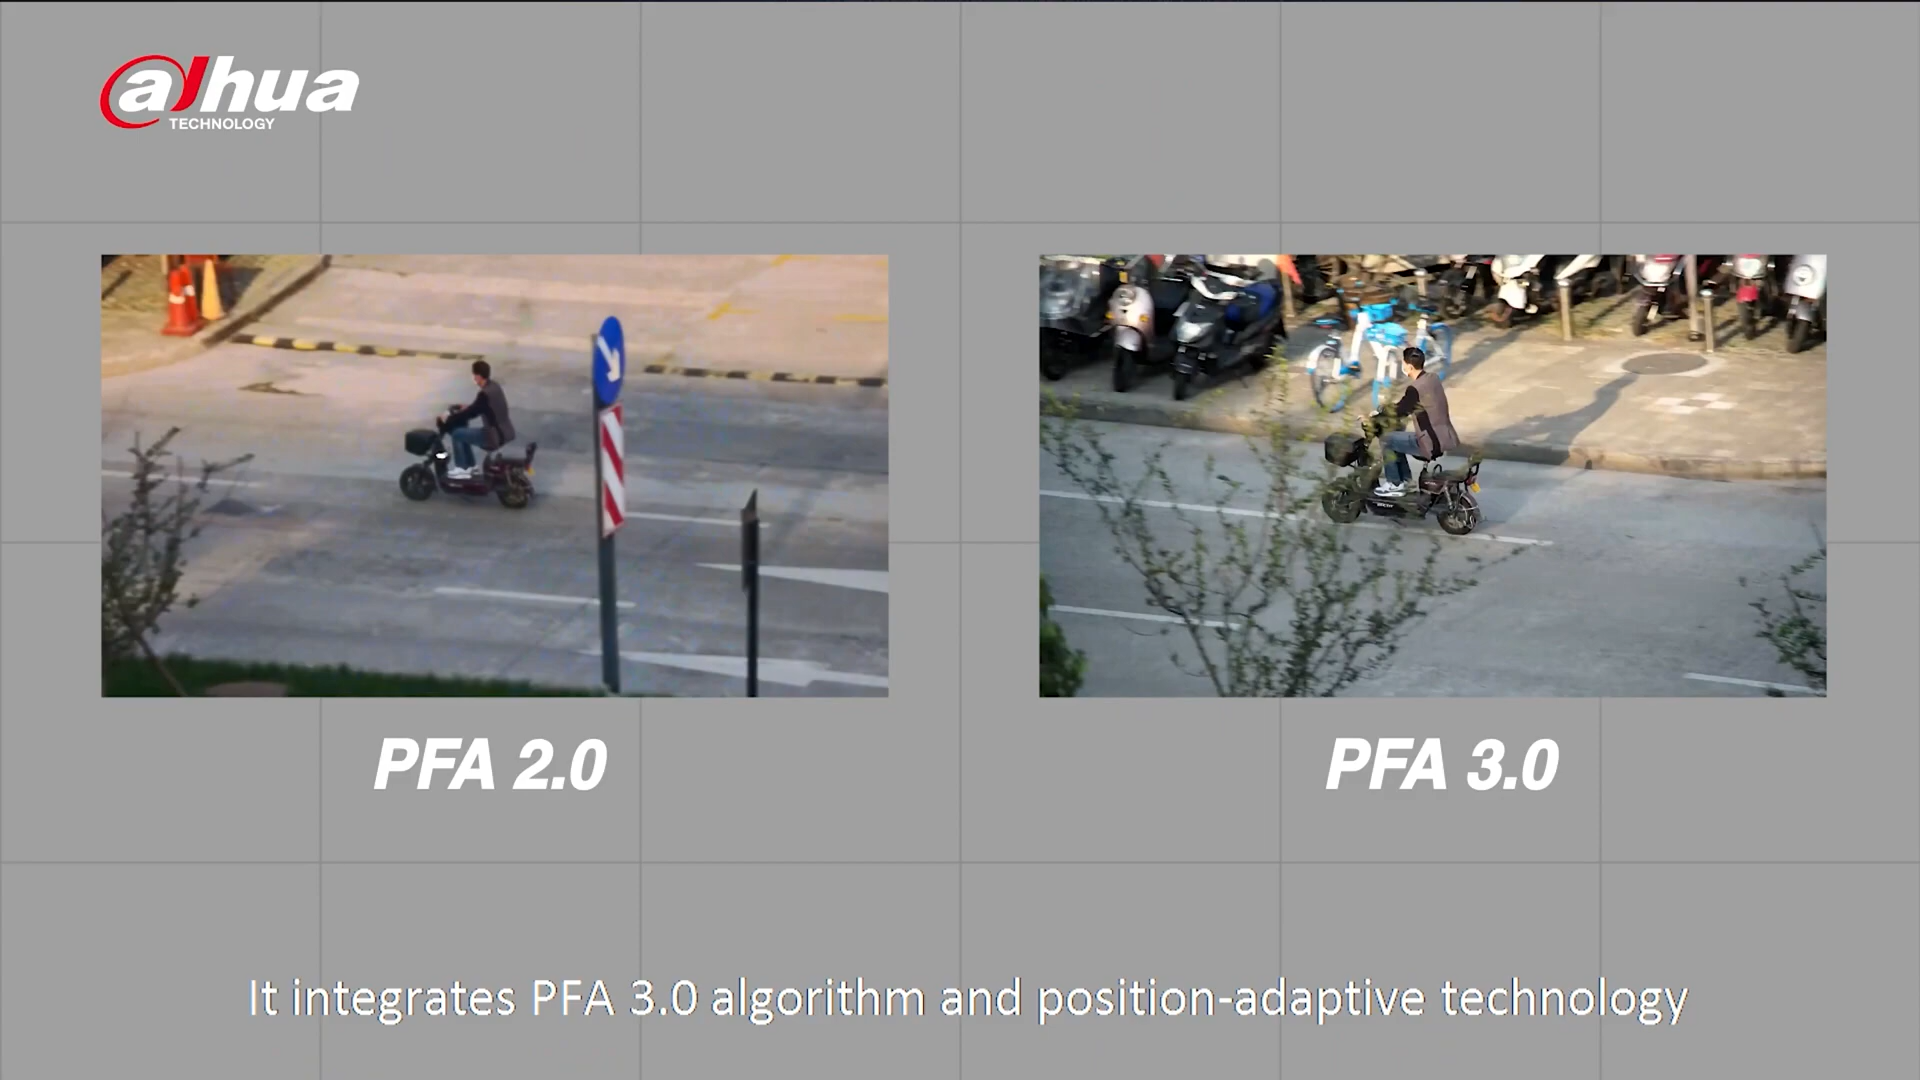 alhua
TECHNOLOGY
PFA 2.0
PFA 3.0
It integrates PFA 3.0 algorithm and position-adaptive technology